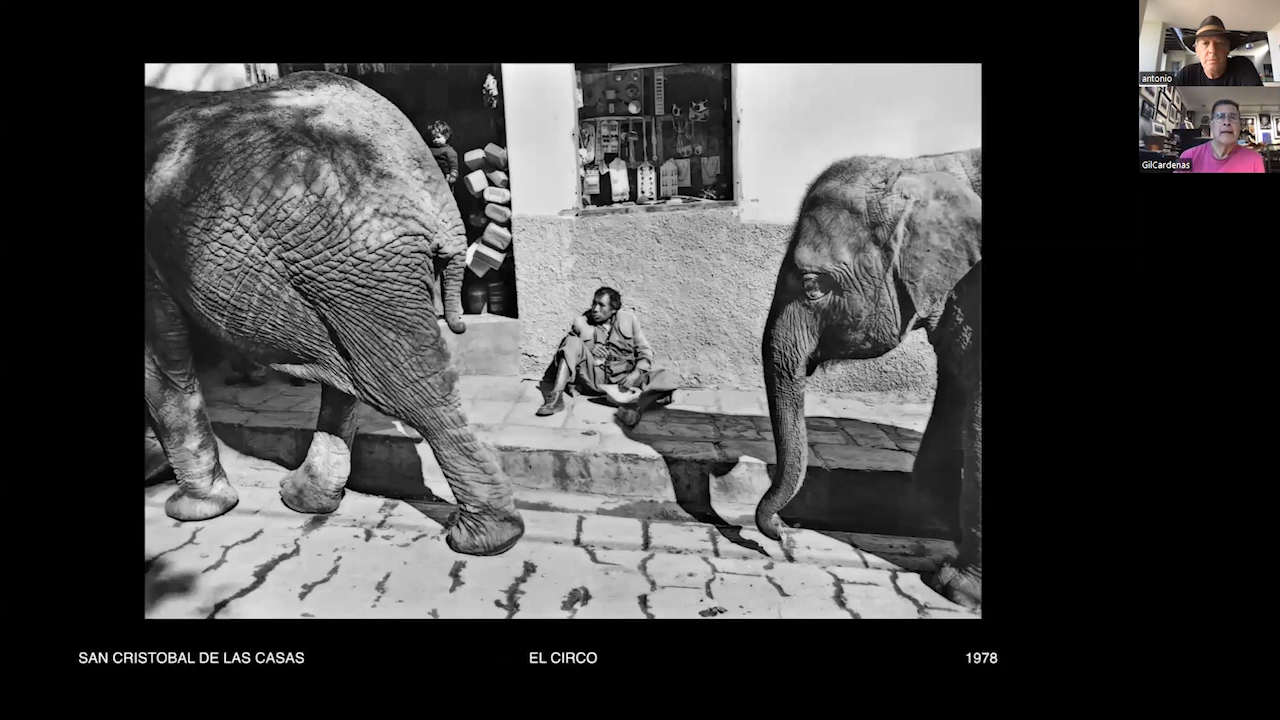 antonio
GilCardenas
SAN CRISTOBAL DE LAS CASAS
EL CIRCO
1978